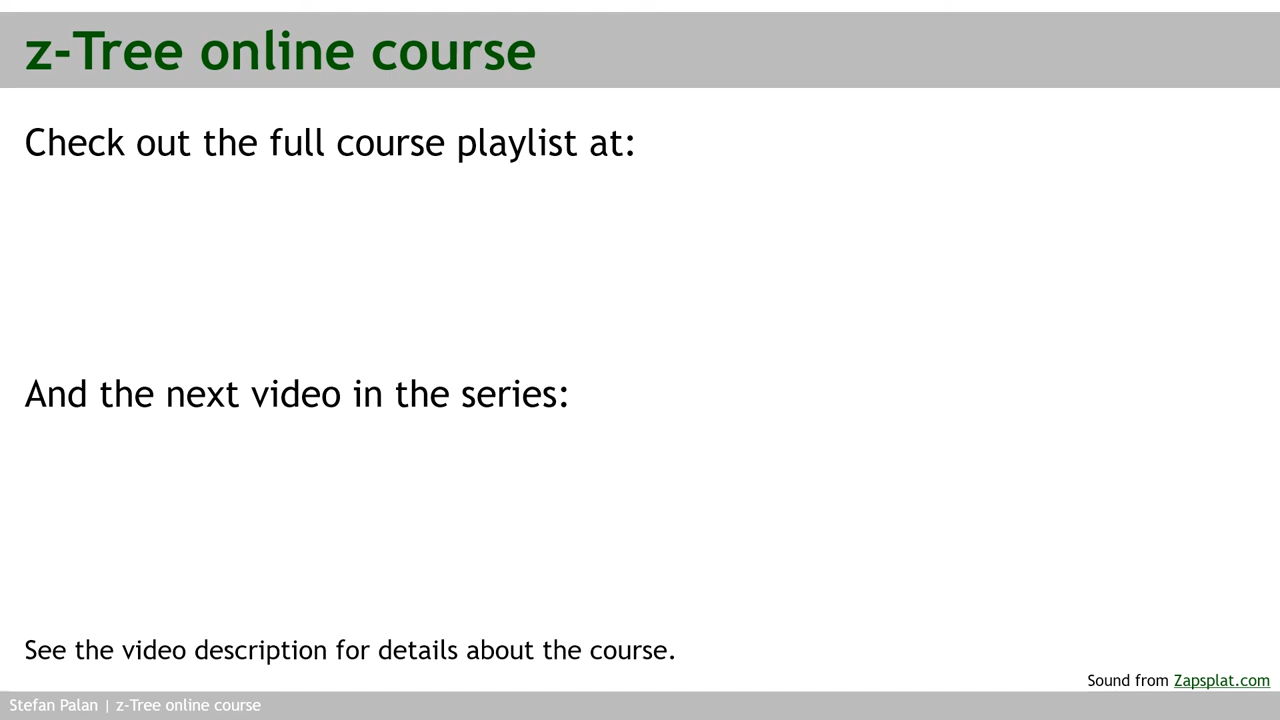 z-Tree online course
Check out the full course playlist at:
And the next video in the series:
See the video description for details about the course.
Sound from Zapsplat.com
Stefan Palan | z-Tree online course